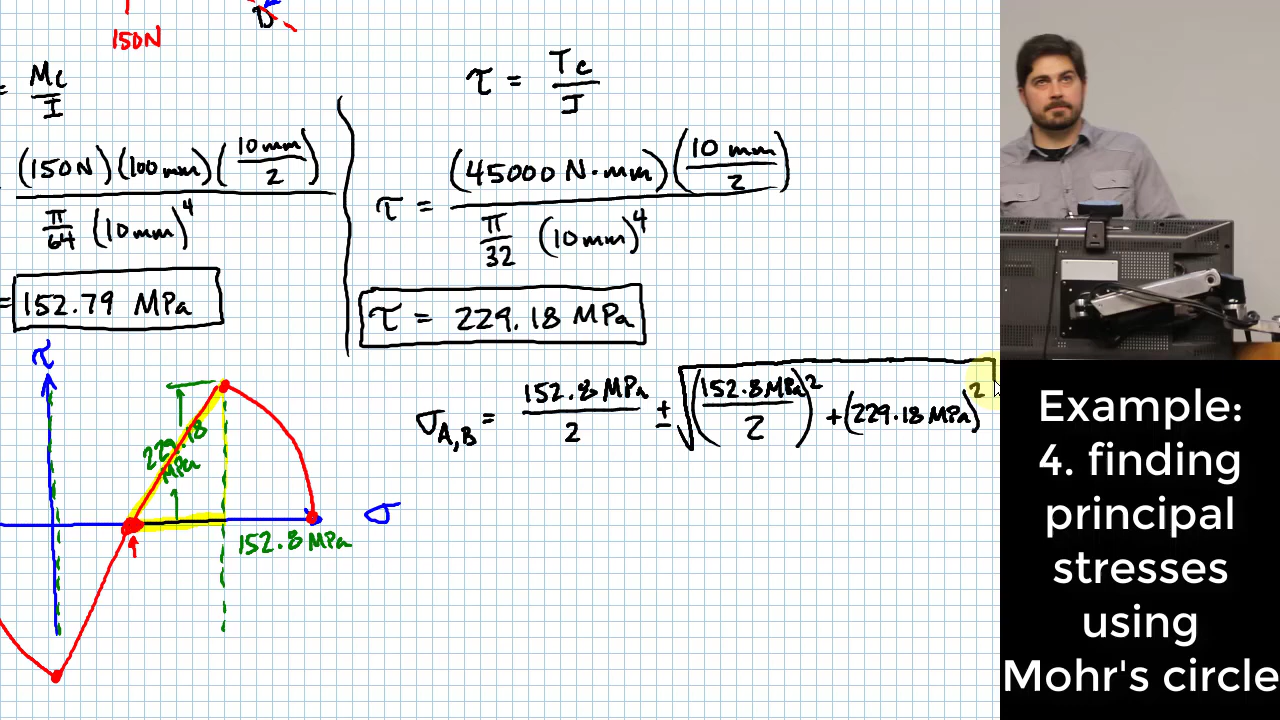 150N
D
= Mc/I
τ = Tc/J
(150N)(100mm)(10mm/2)
π/64 (10mm)^4
= 152.79 MPa
τ = (45000 N·mm)(10 mm/2)
π/32 (10mm)^4
τ = 229.18 MPa
τ
229.18 MPa
σ
152.8 MPa
σA,B = 152.8 MPa/2 ± √((152.8 MPa/2)^2 + (229.18 MPa)^2
Example:
4. finding
principal
stresses
using
Mohr's circle